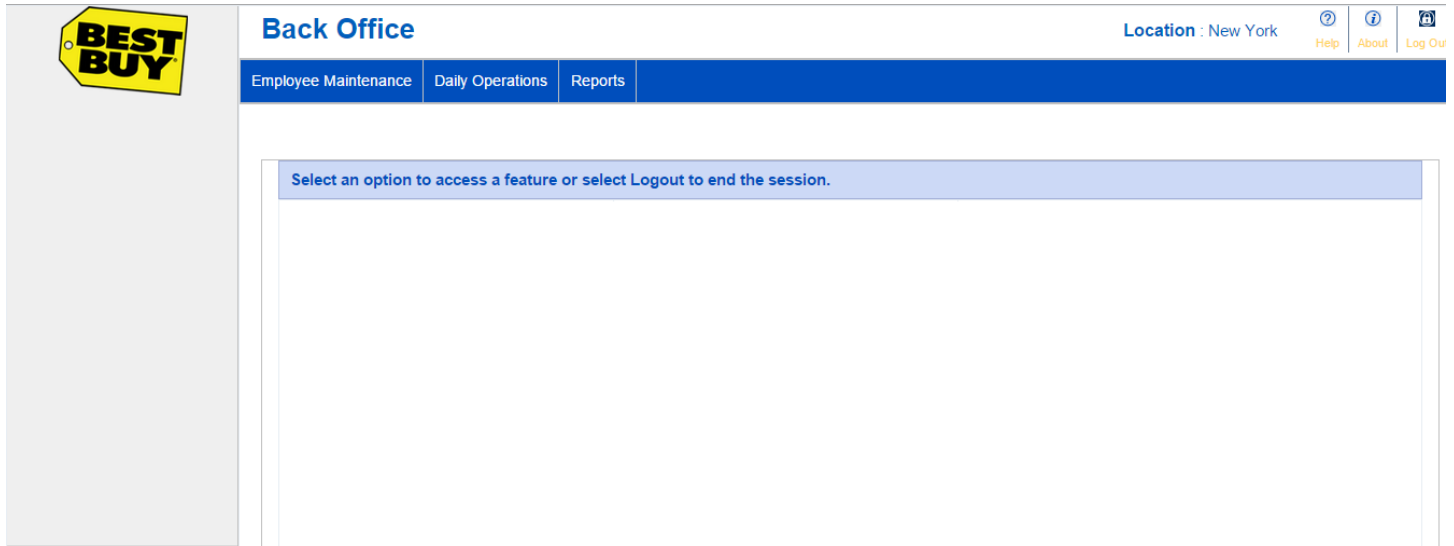 BEST
BUY
Back Office
Location : New York
Help
About
Log Out
Employee Maintenance
Daily Operations
Reports
Select an option to access a feature or select Logout to end the session.